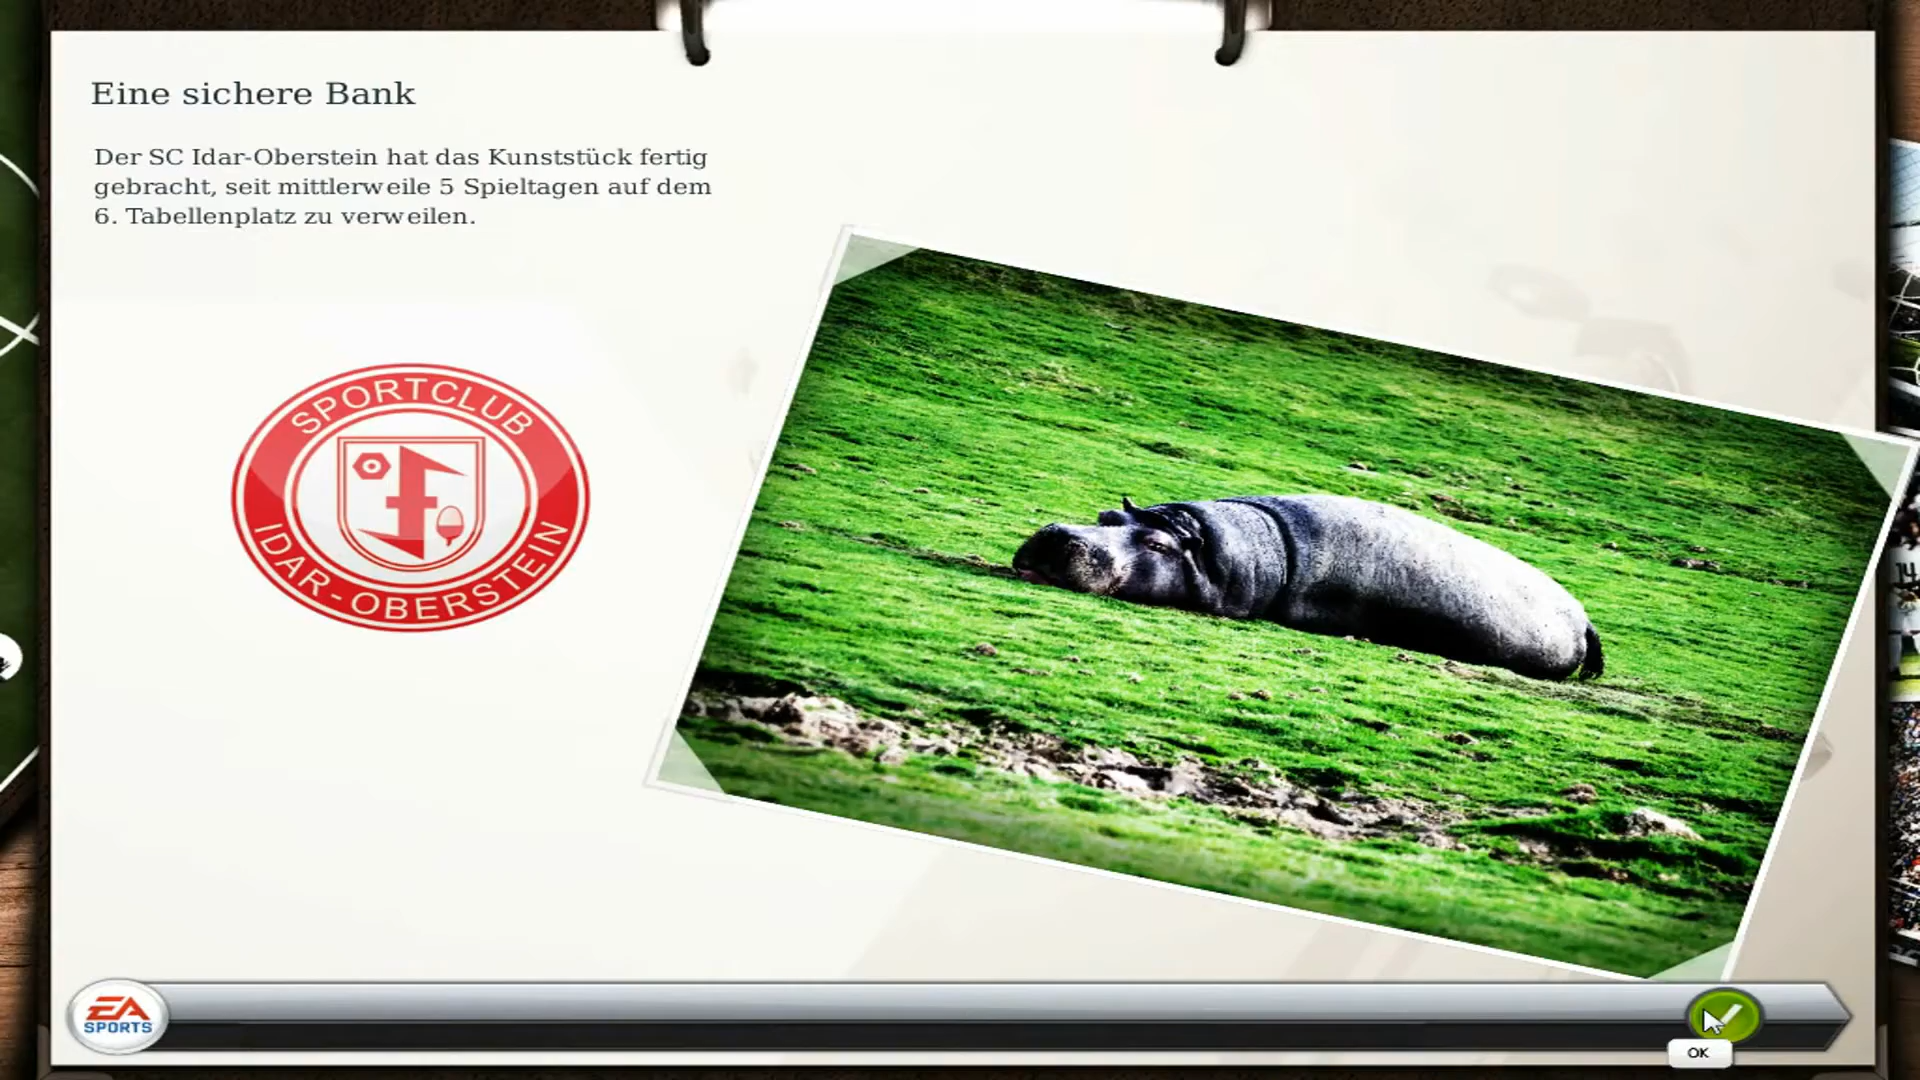 Eine sichere Bank
Der SC Idar-Oberstein hat das Kunststück fertig
gebracht, seit mittlerweile 5 Spieltagen auf dem
6. Tabellenplatz zu verweilen.
SPORTCLUB
IDAR-OBERSTEIN
EA
SPORTS
OK
14